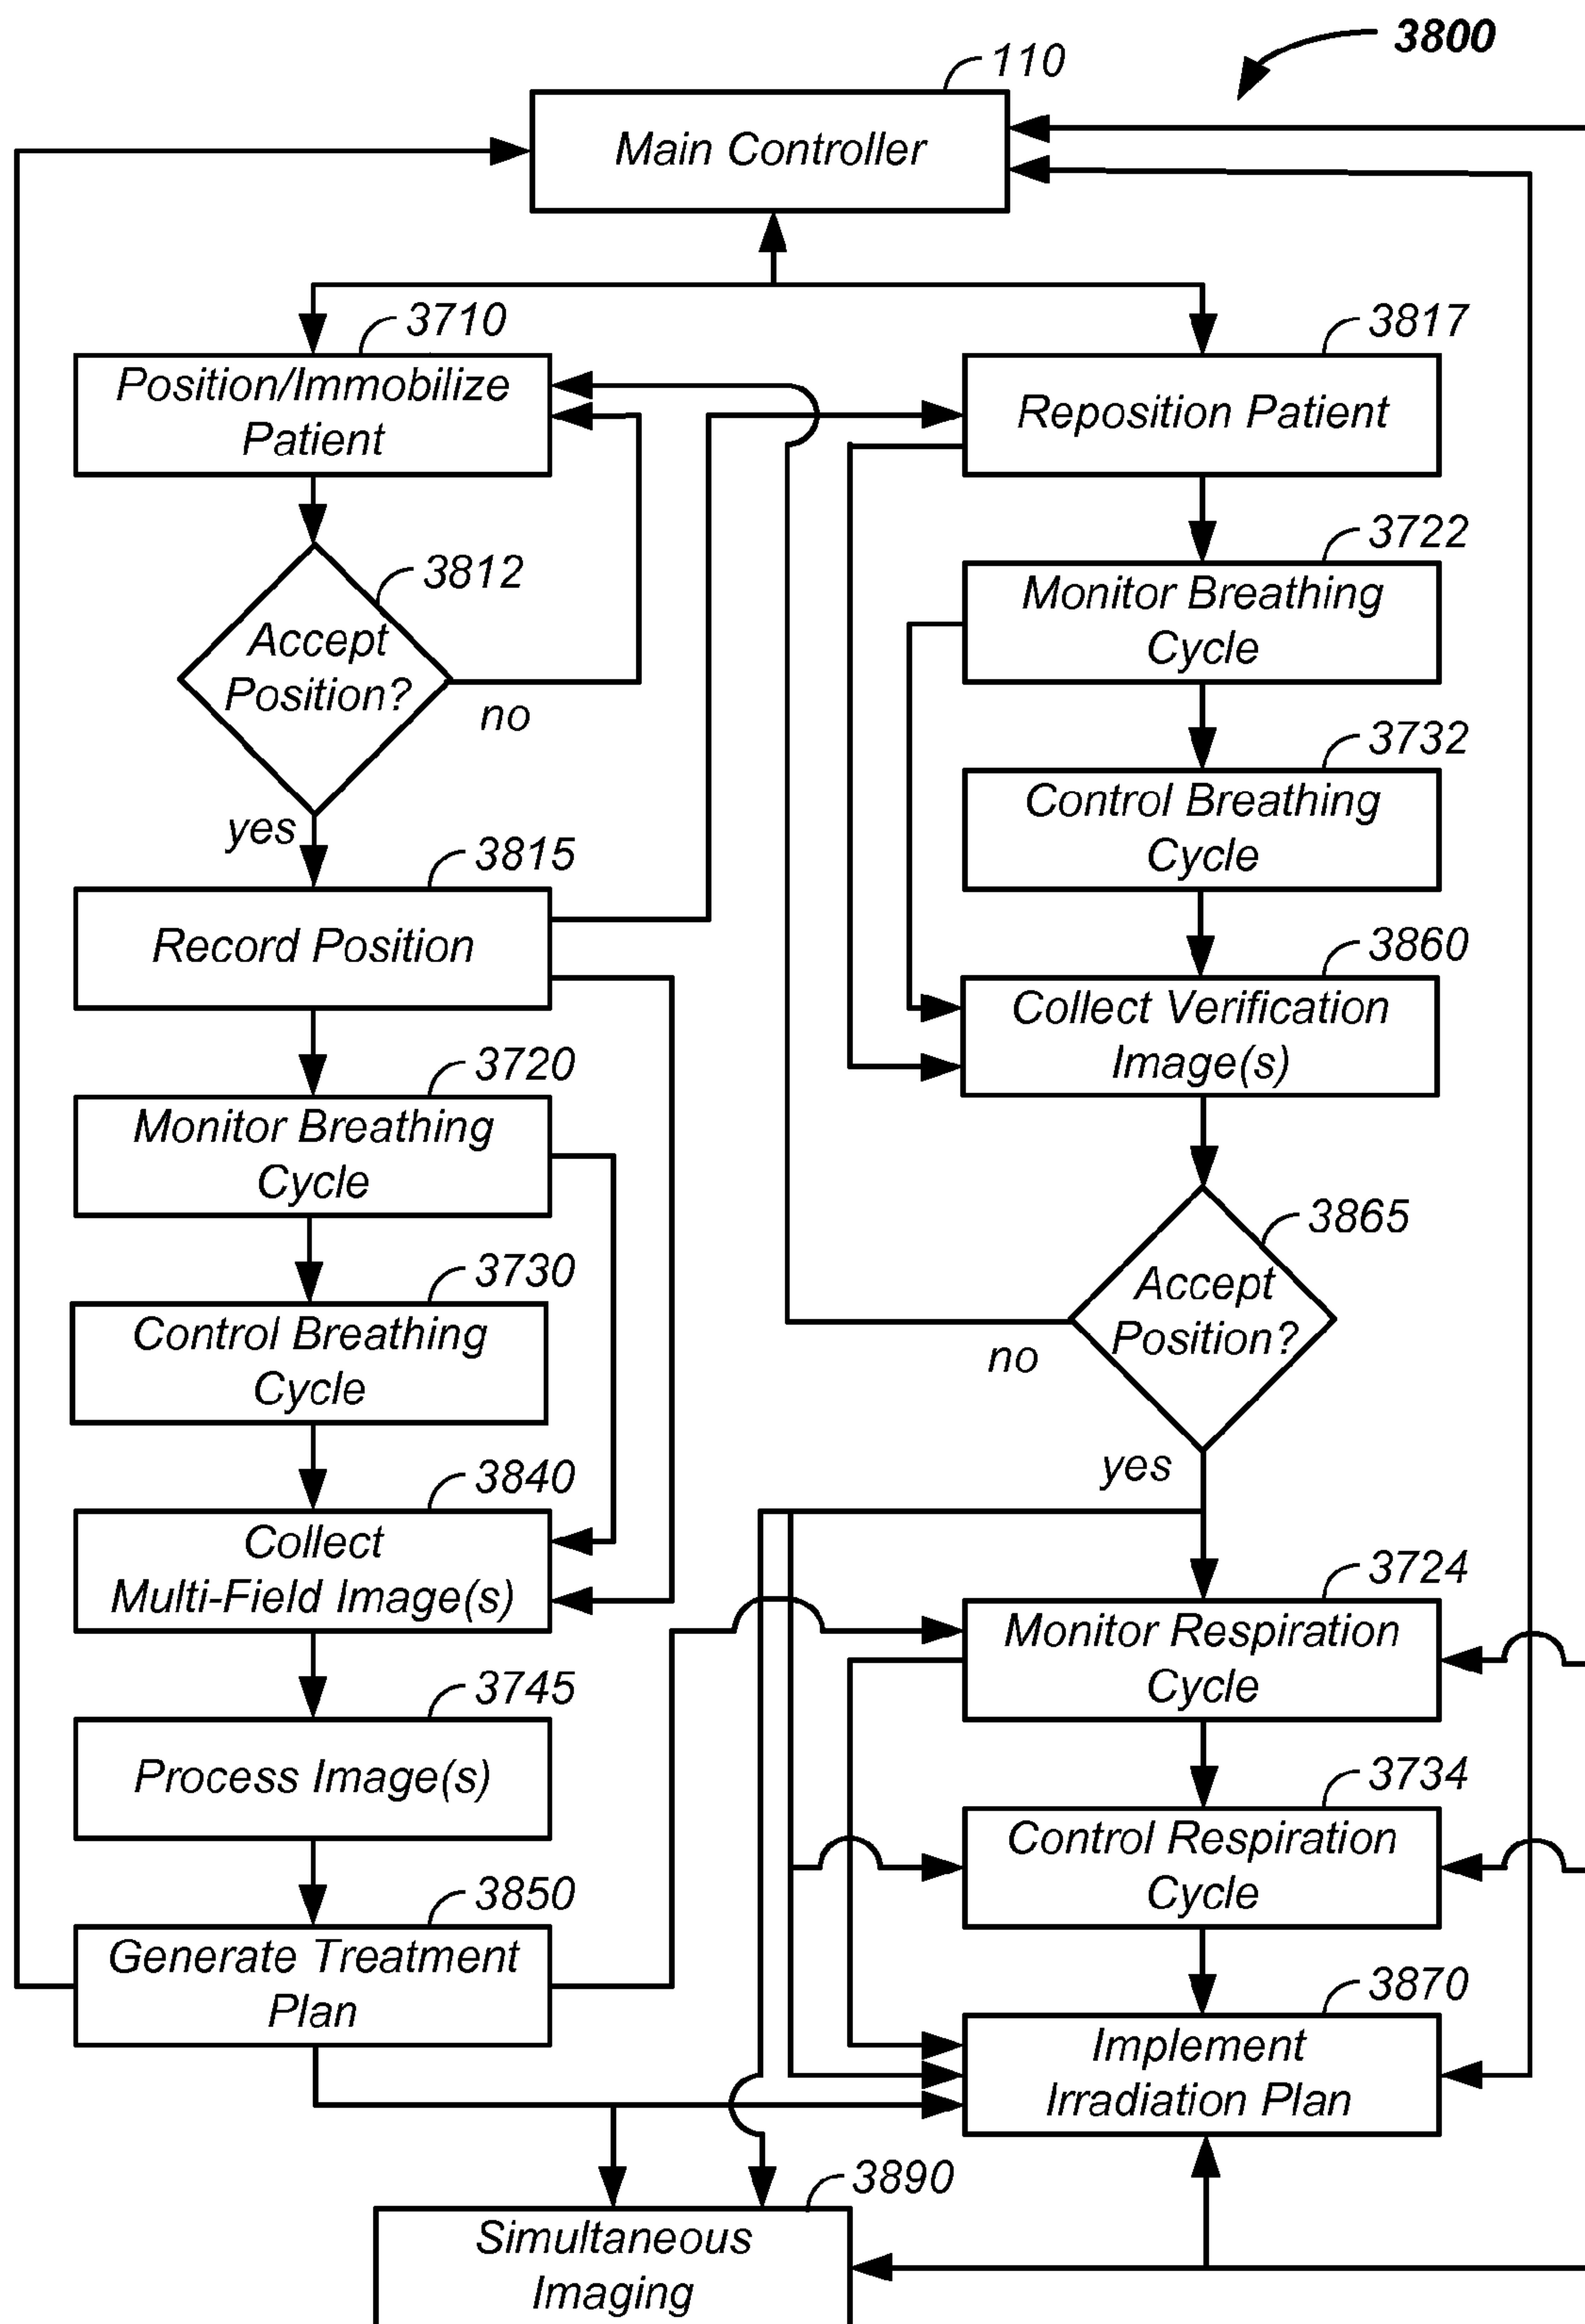 3800
110
Main Controller
3710
Position/Immobilize
Patient
3812
Accept
Position?
no
yes
3815
Record Position
3720
Monitor Breathing
Cycle
3730
Control Breathing
Cycle
3840
Collect
Multi-Field Image(s)
3745
Process Image(s)
3850
Generate Treatment
Plan
3817
Reposition Patient
3722
Monitor Breathing
Cycle
3732
Control Breathing
Cycle
3860
Collect Verification
Image(s)
3865
Accept
Position?
no
yes
3724
Monitor Respiration
Cycle
3734
Control Respiration
Cycle
3870
Implement
Irradiation Plan
3890
Simultaneous
Imaging